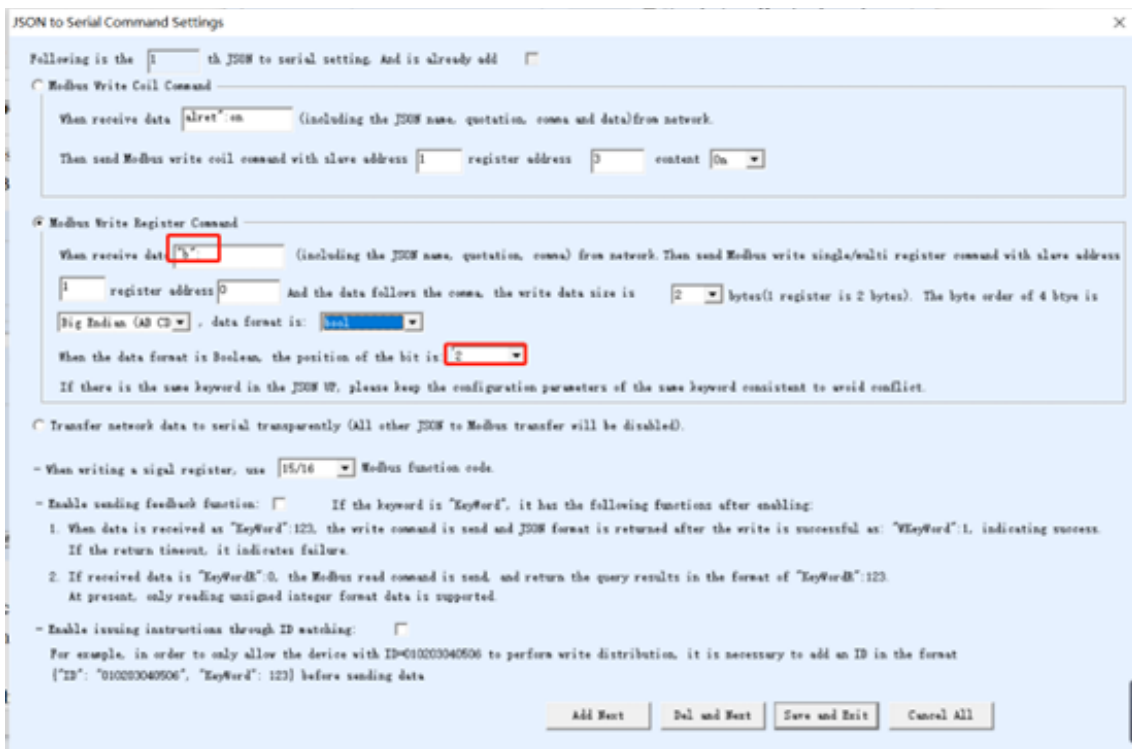 JSON to Serial Command Settings
Following is the 1 th JSON to serial setting. And is already add
Modbus Write Coil Command
When receive data alret":on (including the JSON name, quotation, comma and data)from network.
Then send Modbus write coil command with slave address 1 register address 3 content On
Modbus Write Register Command
When receive data "b": (including the JSON name, quotation, comma) from network. Then send Modbus write single/multi register command with slave address
1 register address 0 And the data follows the comma, the write data size is 2 bytes(1 register is 2 bytes). The byte order of 4 btye is
Big Endian (AB CD , data format is: bool
When the data format is Boolean, the position of the bit is: 2
If there is the same keyword in the JSON UP, please keep the configuration parameters of the same keyword consistent to avoid conflict.
Transfer network data to serial transparently (All other JSON to Modbus transfer will be disabled).
- When writing a sigal register, use 15/16 Modbus function code.
- Enable sending feedback function: If the keyword is "KeyWord", it has the following functions after enabling:
1. When data is received as "KeyWord":123, the write command is send and JSON format is returned after the write is successful as: "WKeyWord":1, indicating success.
If the return timeout, it indicates failure.
2. If received data is "KeyWordR":0, the Modbus read command is send, and return the query results in the format of "KeyWordR":123.
At present, only reading unsigned integer format data is supported.
- Enable issuing instructions through ID matching:
For example, in order to only allow the device with ID=010203040506 to perform write distribution, it is necessary to add an ID in the format
{"ID": "010203040506", "KeyWord": 123} before sending data
Add Next Del and Next Save and Exit Cancel All